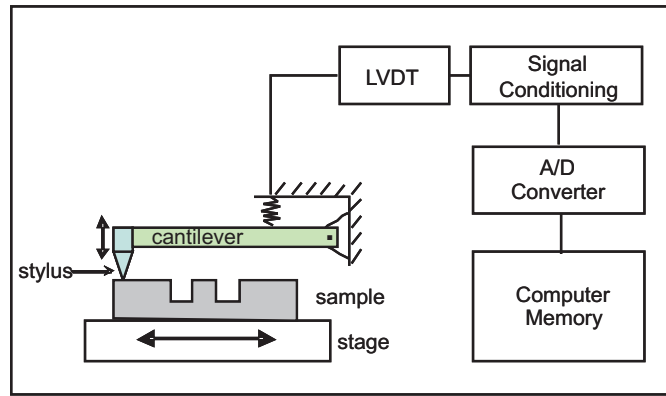 LVDT
Signal
Conditioning
A/D
Converter
cantilever
stylus
sample
Computer
Memory
stage